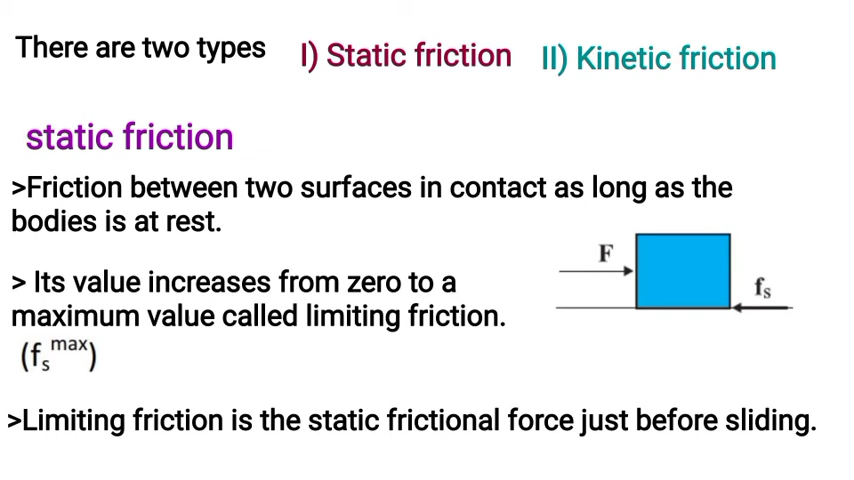 There are two types I) Static friction II) Kinetic friction
static friction
>Friction between two surfaces in contact as long as the
bodies is at rest.
F
> Its value increases from zero to a
fs
maximum value called limiting friction.
(fs^max)
>Limiting friction is the static frictional force just before sliding.